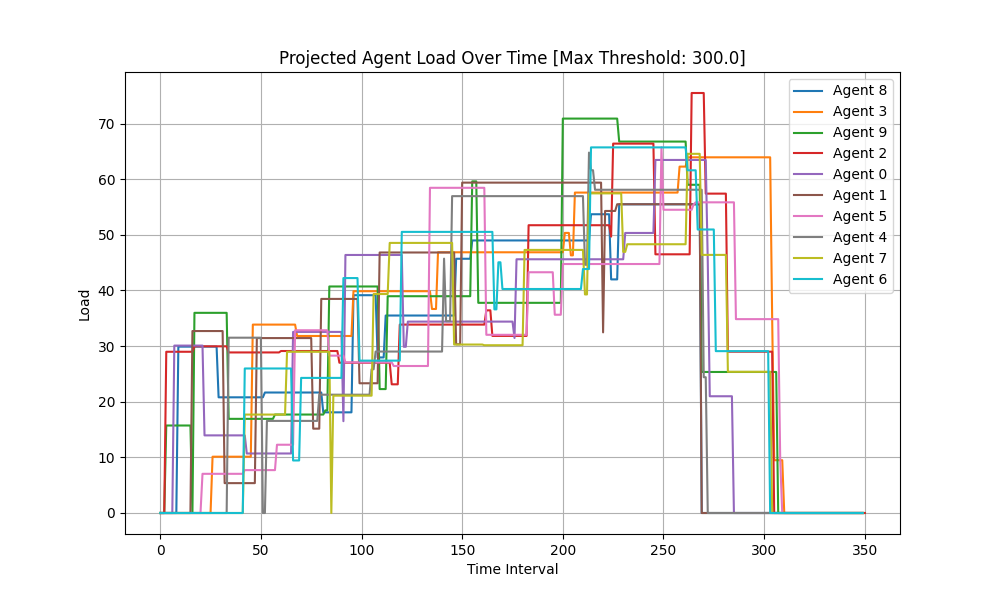 Projected Agent Load Over Time [Max Threshold: 300.0]
Load
70
60
50
40
30
20
10
0
0 50 100 150 200 250 300 350
Time Interval
Agent 8
Agent 3
Agent 9
Agent 2
Agent 0
Agent 1
Agent 5
Agent 4
Agent 7
Agent 6